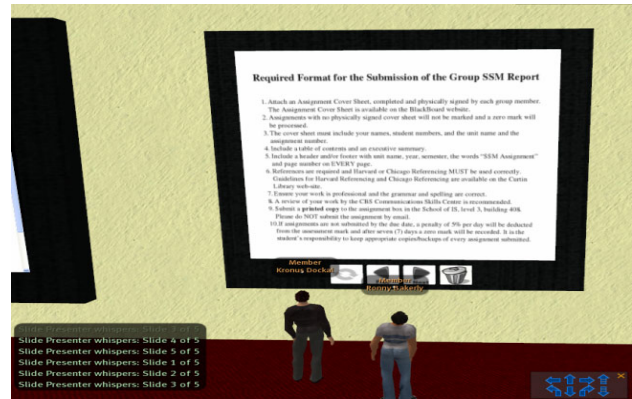 Required Format for the Submission of the Group SSM Report
1. Attach an Assignment Cover Sheet, completed and physically signed by each group member.
The Assignment Cover Sheet is available on the BlackBoard website.
2. Assignments with no physically signed cover sheet will not be marked and a zero mark will
be processed.
3. The cover sheet must include your names, student numbers, and the unit name and the
assignment number.
4. Include a table of contents and an executive summary.
5. Include a header and/or footer with unit name, year, semester, the words "SSM Assignment"
and page number on EVERY page.
6. References are required and Harvard or Chicago Referencing MUST be used correctly.
Guidelines for Harvard Referencing and Chicago Referencing are available on the Curtin
Library web-site.
7. Ensure your work is professional and the grammar and spelling are correct.
8. A review of your work by the CBS Communications Skills Centre is recommended.
9. Submit a printed copy to the assignment box in the School of IS, level 3, building 408.
Please do NOT submit the assignment by email.
10. If assignments are not submitted by the due date, a penalty of 5% per day will be deducted
from the assessment mark and after seven (7) days a zero mark will be recorded. It is the
student's responsibility to keep appropriate copies/backups of every assignment submitted.
Member
Kronus
Member
Ronny Bakerly
Slide Presenter whispers: Slide 3 of 5
Slide Presenter whispers: Slide 4 of 5
Slide Presenter whispers: Slide 5 of 5
Slide Presenter whispers: Slide 1 of 5
Slide Presenter whispers: Slide 2 of 5
Slide Presenter whispers: Slide 3 of 5